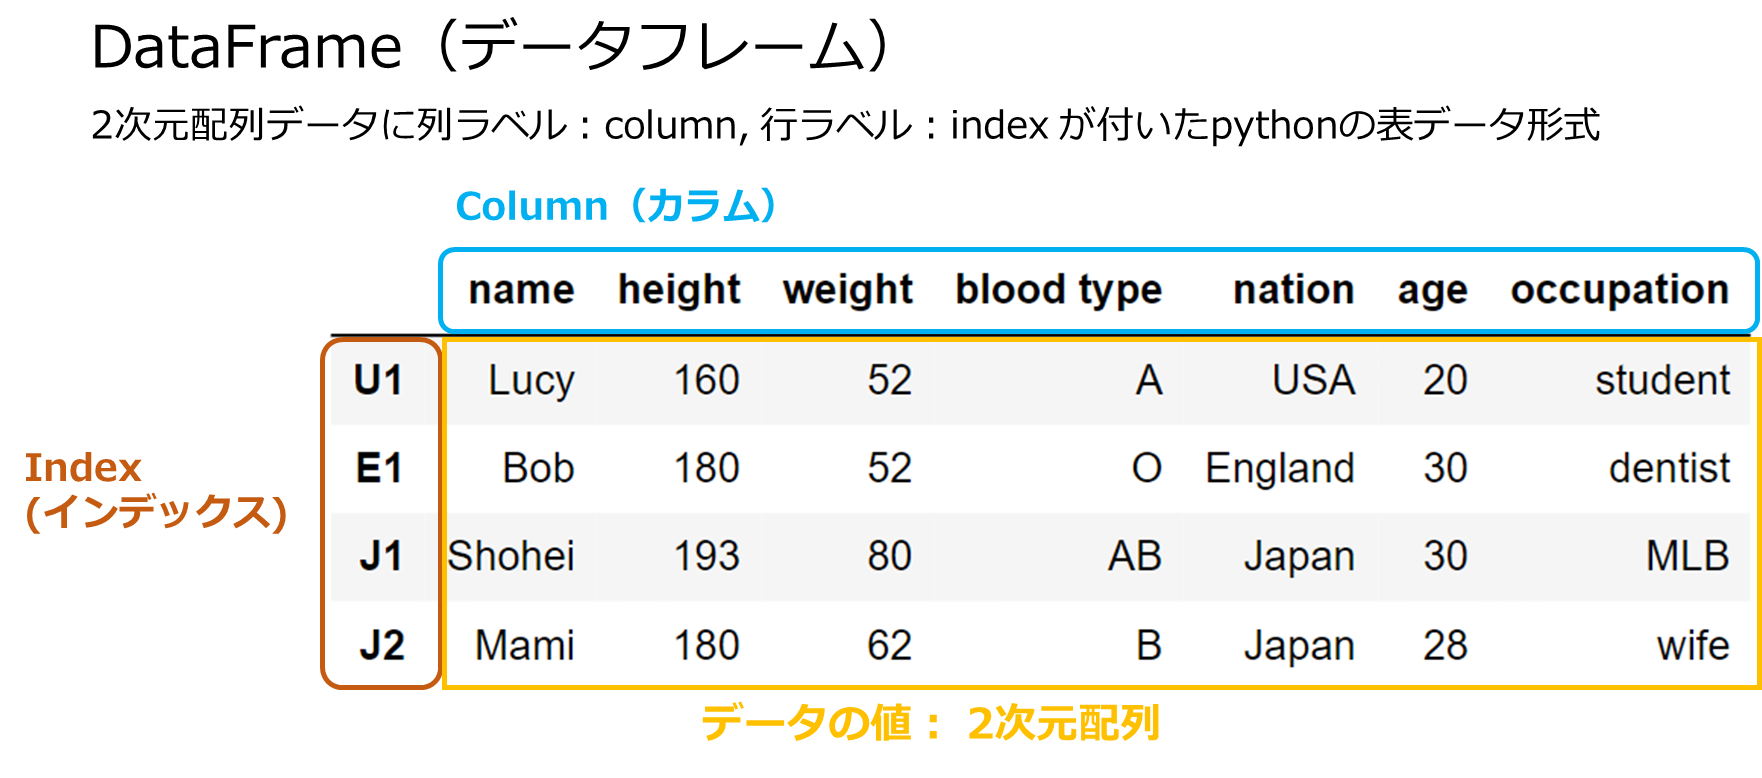 DataFrame（データフレーム）
2次元配列データに列ラベル：column, 行ラベル：index が付いたpythonの表データ形式
Column（カラム）
name height weight blood type nation age occupation
U1 Lucy 160 52 A USA 20 student
E1 Bob 180 52 O England 30 dentist
J1 Shohei 193 80 AB Japan 30 MLB
J2 Mami 180 62 B Japan 28 wife
Index
(インデックス)
データの値： 2次元配列